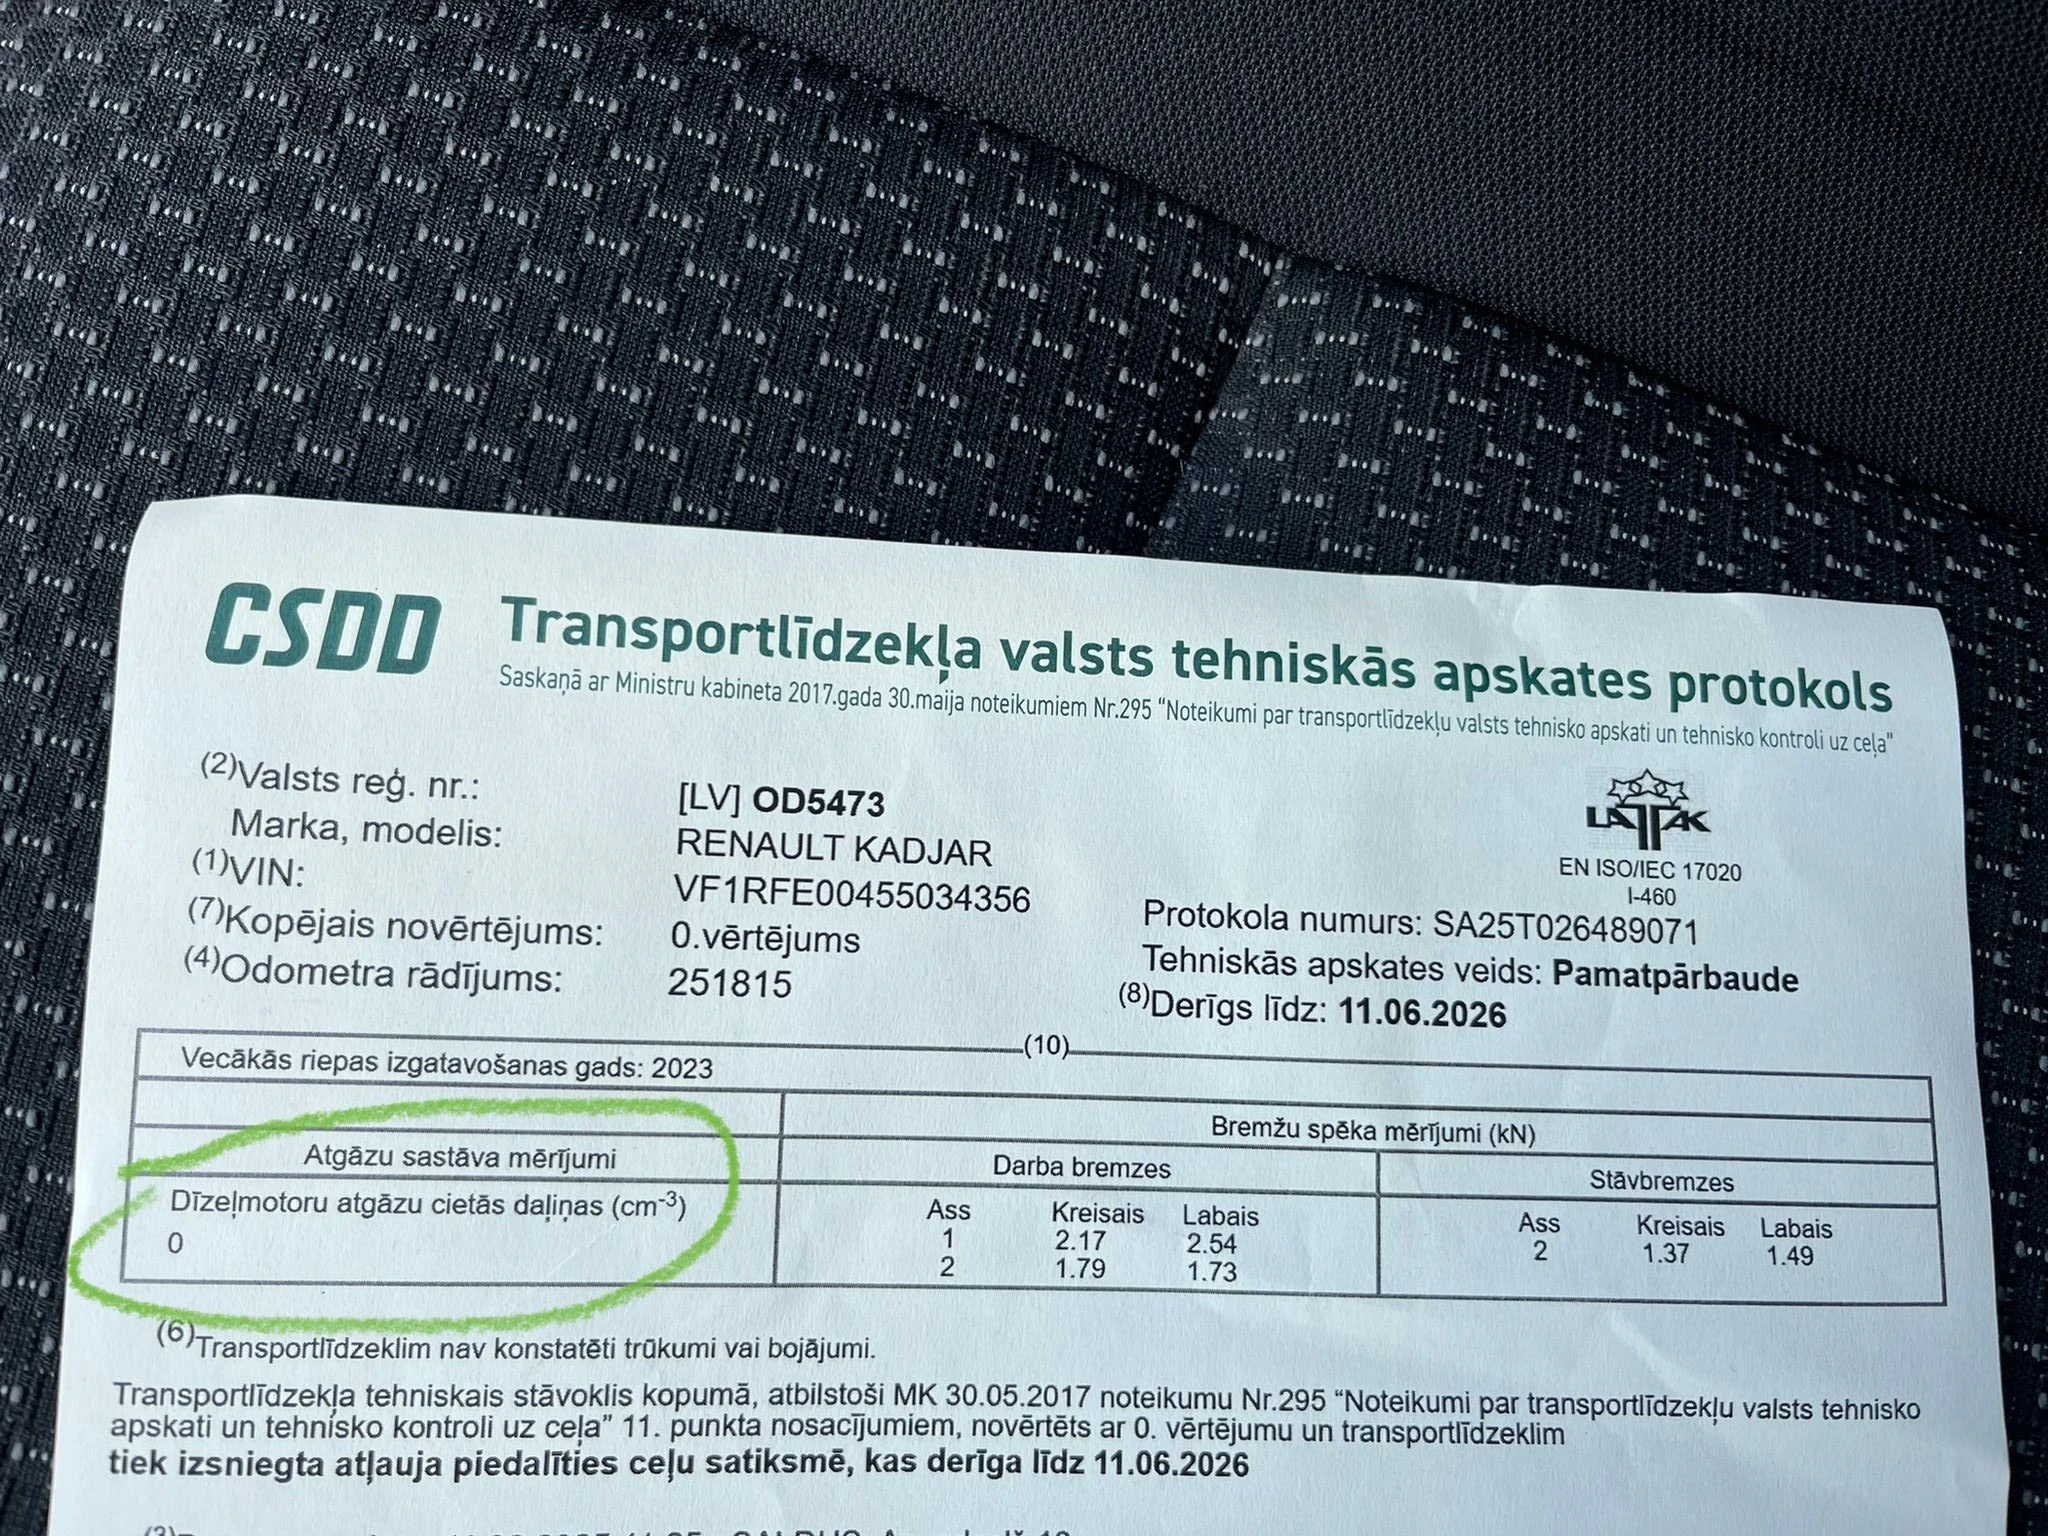 CSDD
Transportlīdzekļa valsts tehniskās apskates protokols
Saskaņā ar Ministru kabineta 2017.gada 30.maija noteikumiem Nr.295 “Noteikumi par transportlīdzekļu valsts tehnisko apskati un tehnisko kontroli uz ceļa”
(2)Valsts reģ. nr.: [LV] OD5473
Marka, modelis: RENAULT KADJAR
(1)VIN: VF1RFE00455034356
(7)Kopējais novērtējums: 0.vērtējums
(4)Odometra rādījums: 251815
LATAK
EN ISO/IEC 17020
I-460
Protokola numurs: SA25T026489071
Tehniskās apskates veids: Pamatpārbaude
(8)Derīgs līdz: 11.06.2026
(10)
Vecākās riepas izgatavošanas gads: 2023
Atgāzu sastāva mērījumi
Dīzeļmotoru atgāzu cietās daļiņas (cm-3)
0
Bremžu spēka mērījumi (kN)
Darba bremzes
Ass Kreisais Labais
1 2.17 2.54
2 1.79 1.73
Stāvbremzes
Ass Kreisais Labais
2 1.37 1.49
(6)Transportlīdzeklim nav konstatēti trūkumi vai bojājumi.
Transportlīdzekļa tehniskais stāvoklis kopumā, atbilstoši MK 30.05.2017 noteikumu Nr.295 “Noteikumi par transportlīdzekļu valsts tehnisko
apskati un tehnisko kontroli uz ceļa” 11. punkta nosacījumiem, novērtēts ar 0. vērtējumu un transportlīdzeklim
tiek izsniegta atļauja piedalīties ceļu satiksmē, kas derīga līdz 11.06.2026
(3)